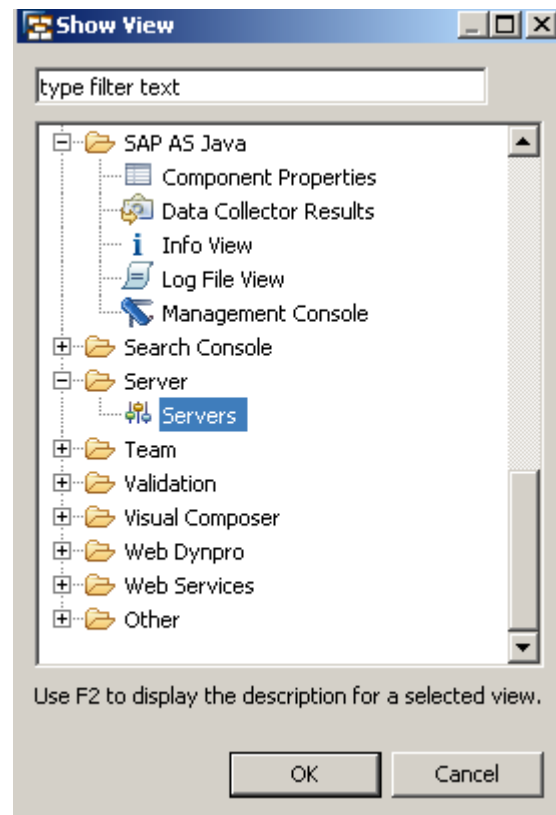 Show View
type filter text
SAP AS Java
Component Properties
Data Collector Results
Info View
Log File View
Management Console
Search Console
Server
Servers
Team
Validation
Visual Composer
Web Dynpro
Web Services
Other
Use F2 to display the description for a selected view.
OK Cancel